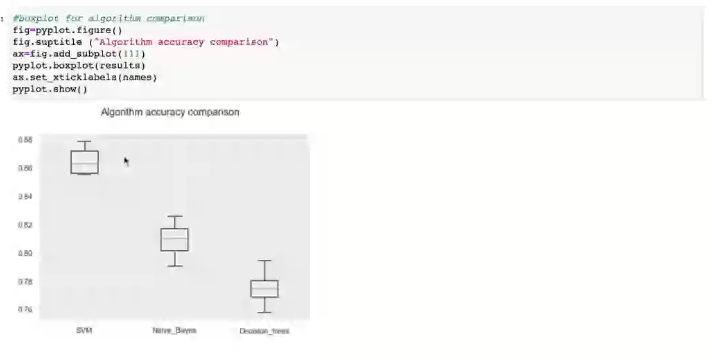 #boxplot for algorithm comparison
fig=pyplot.figure()
fig.suptitle ("Algorithm accuracy comparison")
ax=fig.add_subplot(111)
pyplot.boxplot(results)
ax.set_xticklabels(names)
pyplot.show()
Algorithm accuracy comparison
0.88
0.86
0.84
0.82
0.80
0.78
0.76
SVM Naive_Bayes Decision_trees